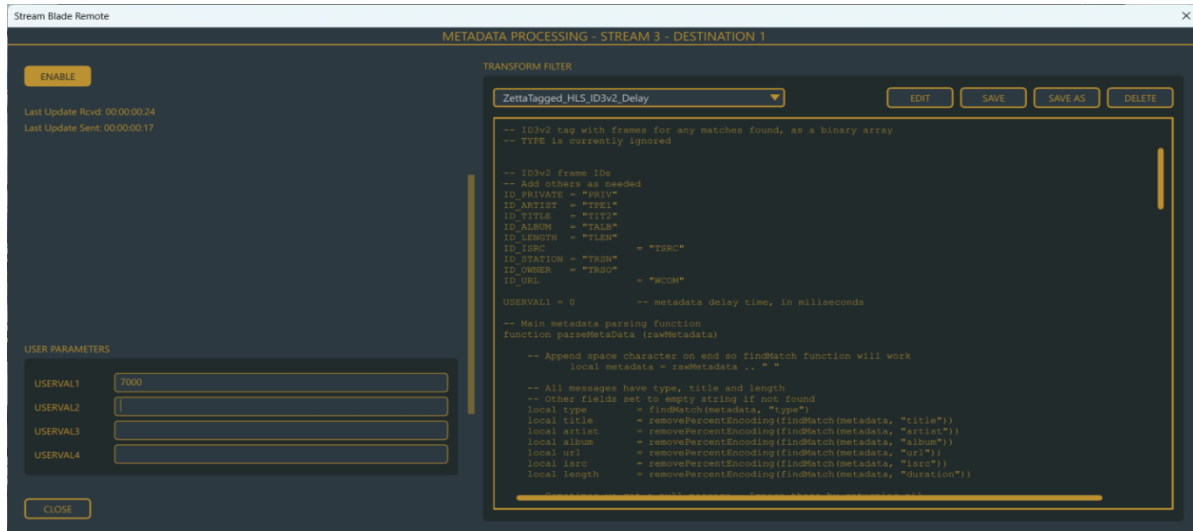 Stream Blade Remote
METADATA PROCESSING - STREAM 3 - DESTINATION 1
ENABLE
Last Update Rcvd: 00:00:00:24
Last Update Sent: 00:00:00:17
USER PARAMETERS
USERVAL1 7000
USERVAL2
USERVAL3
USERVAL4
CLOSE
TRANSFORM FILTER
ZettaTagged_HLS_ID3v2_Delay EDIT SAVE SAVE AS DELETE
-- ID3v2 tag with frames for any matches found, as a binary array
-- TYPE is currently ignored
-- ID3v2 frame IDs
-- Add others as needed
ID_PRIVATE = "PRIV"
ID_ARTIST = "TPE1"
ID_TITLE = "TIT2"
ID_ALBUM = "TALB"
ID_LENGTH = "TLEN"
ID_ISRC = "TSRC"
ID_STATION = "TRSN"
ID_OWNER = "TRSO"
ID_URL = "WCOM"
USERVAL1 = 0 -- metadata delay time, in miliseconds
-- Main metadata parsing function
function parseMetaData (rawMetadata)
-- Append space character on end so findMatch function will work
local metadata = rawMetadata .. " "
-- All messages have type, title and length
-- Other fields set to empty string if not found
local type = findMatch(metadata, "type")
local title = removePercentEncoding(findMatch(metadata, "title"))
local artist = removePercentEncoding(findMatch(metadata, "artist"))
local album = removePercentEncoding(findMatch(metadata, "album"))
local url = removePercentEncoding(findMatch(metadata, "url"))
local isrc = removePercentEncoding(findMatch(metadata, "isrc"))
local length = removePercentEncoding(findMatch(metadata, "duration"))